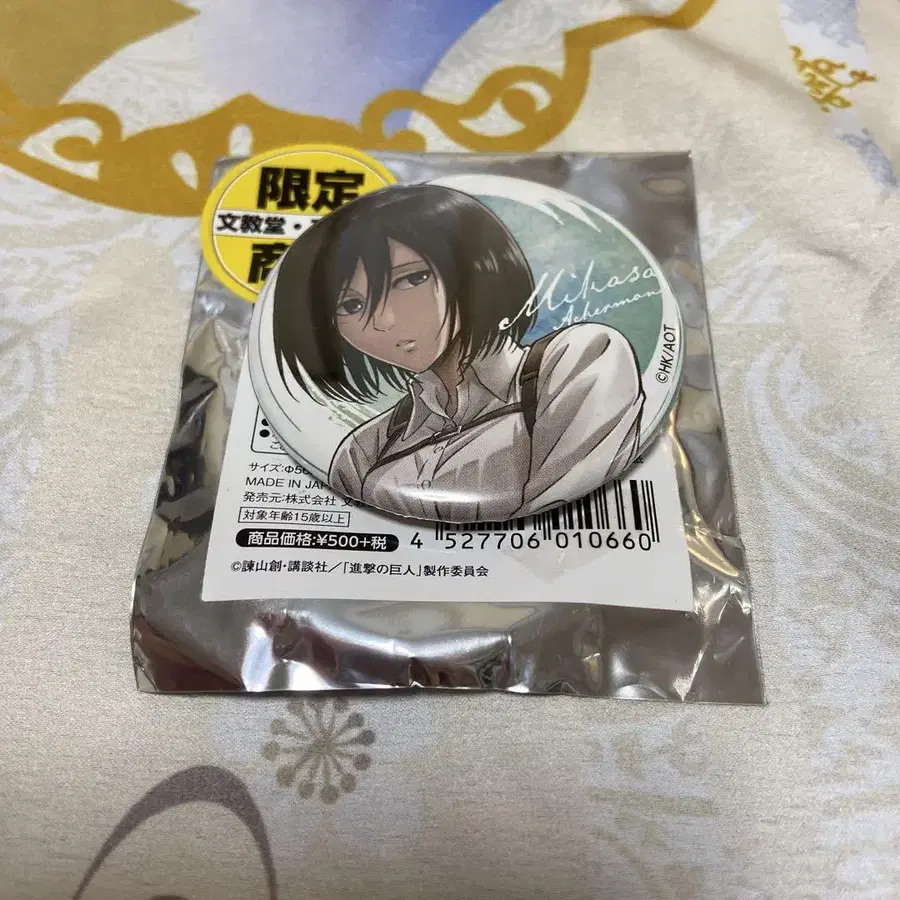 限定
文教堂・
商
Mikasa
Ackerman
©HK/AOT
サイズ:Φ56
MADE IN JAPA
発売元:株式会社 文
対象年齢15歳以上
商品価格:¥500+税
4 527706 010660
©諫山創・講談社/「進撃の巨人」製作委員会